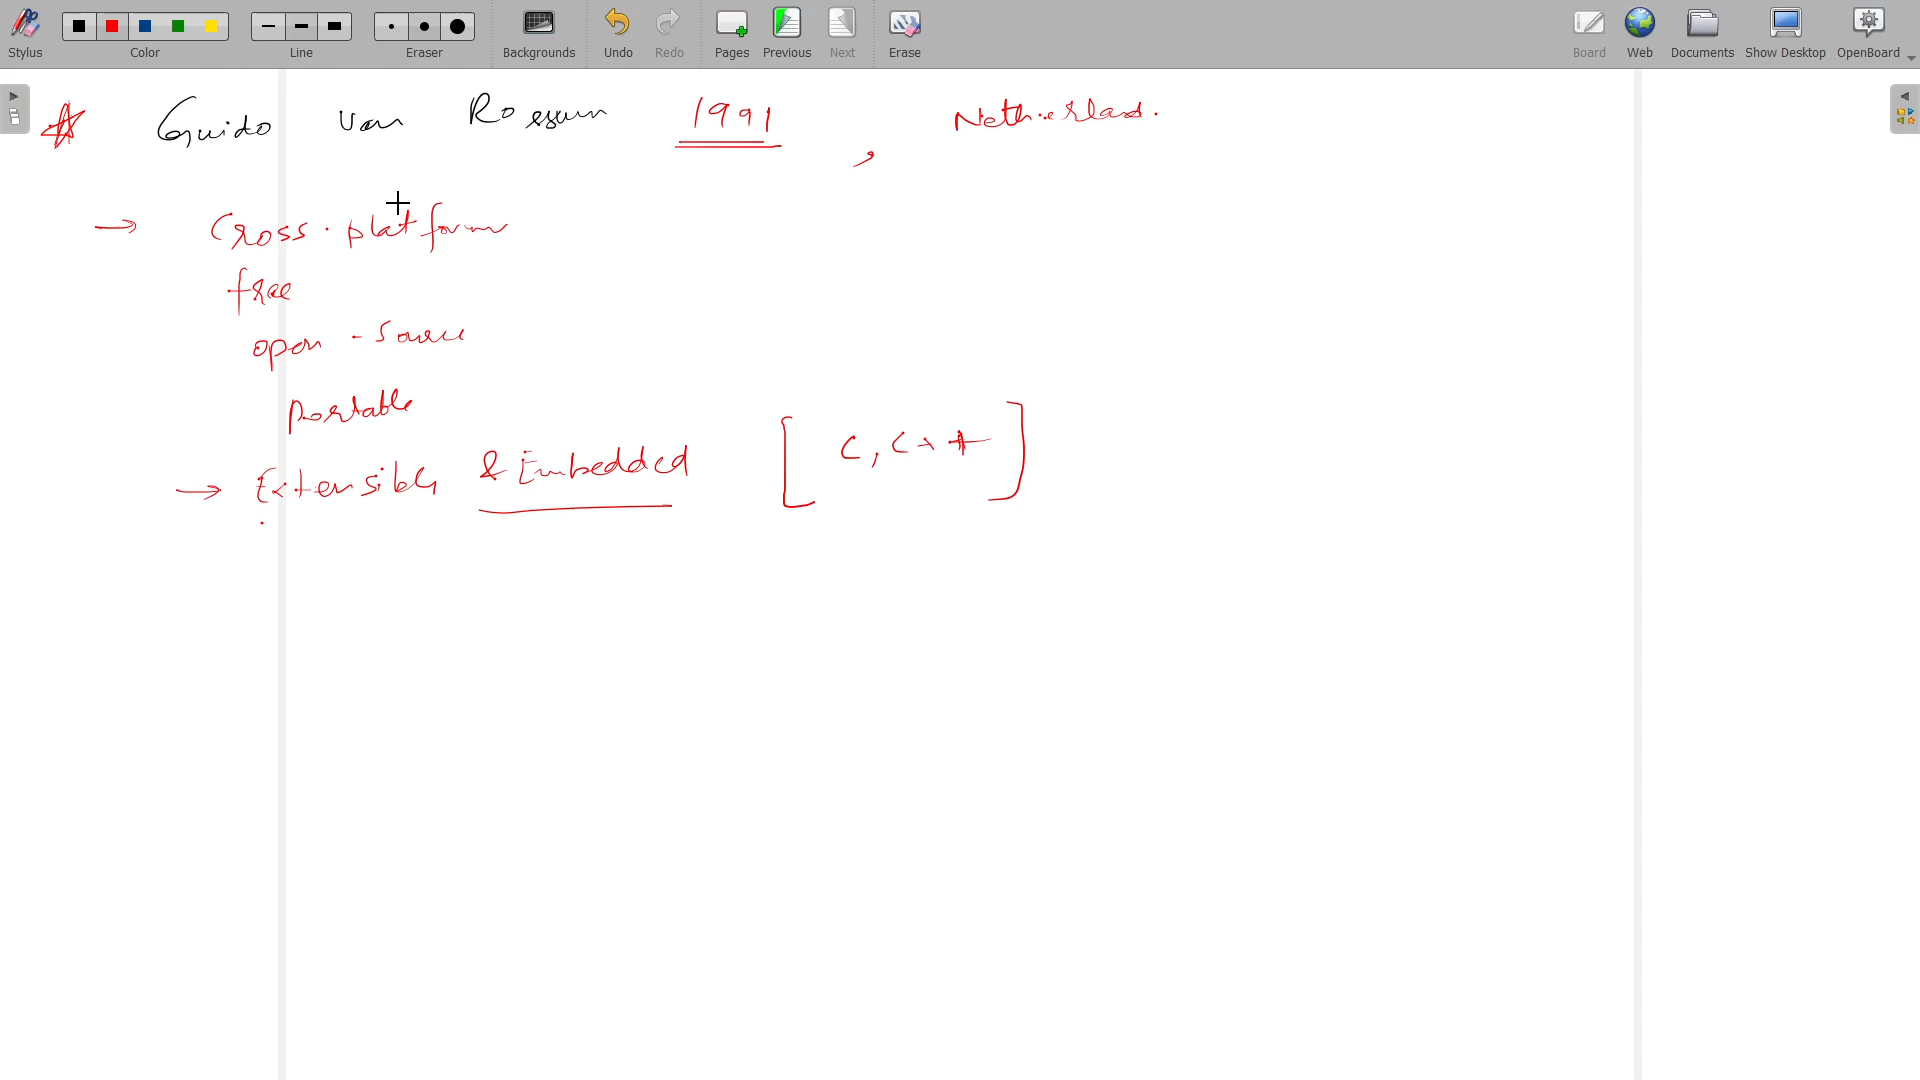 Stylus Color Line Eraser Backgrounds Undo Redo Pages Previous Next Erase Board Web Documents Show Desktop OpenBoard
Guido van Rossum 1991, Netherland.
→ Cross-platform
free
open-source
Portable
→ Extensible & Embedded [ C, C++ ]